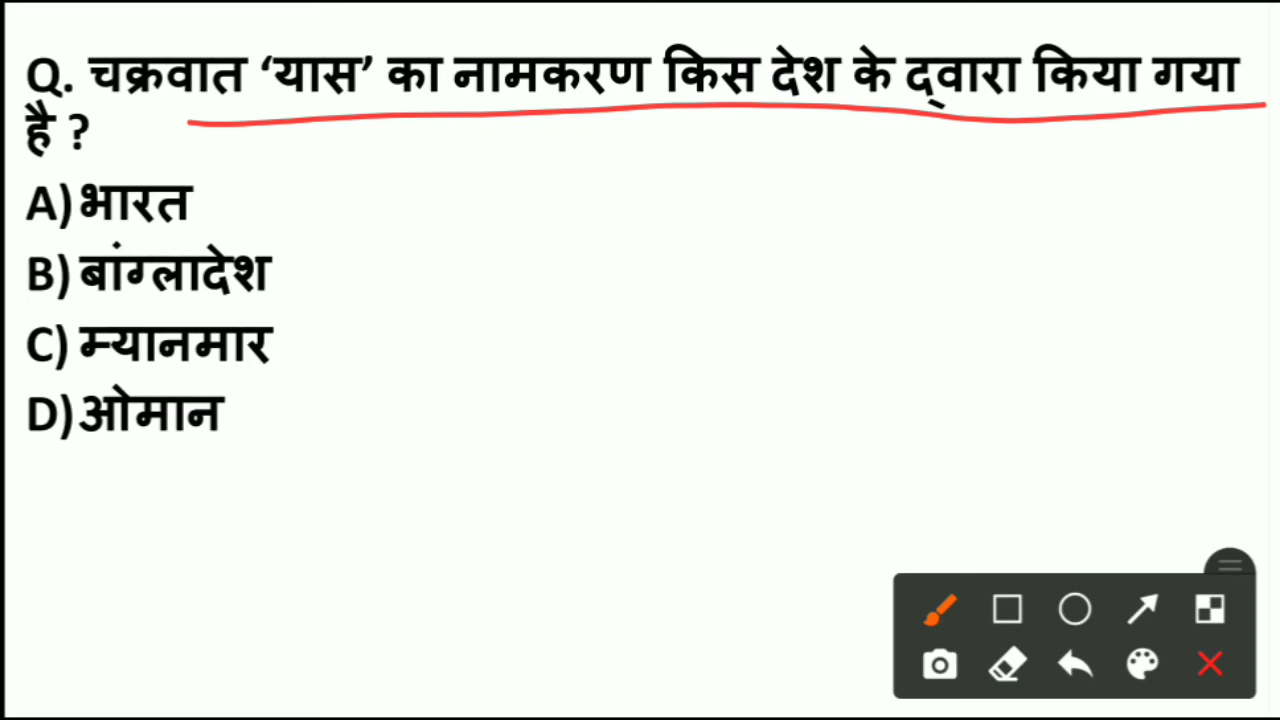 Q. चक्रवात ‘यास’ का नामकरण किस देश के द्वारा किया गया
है ?
A) भारत
B) बांग्लादेश
C) म्यानमार
D) ओमान